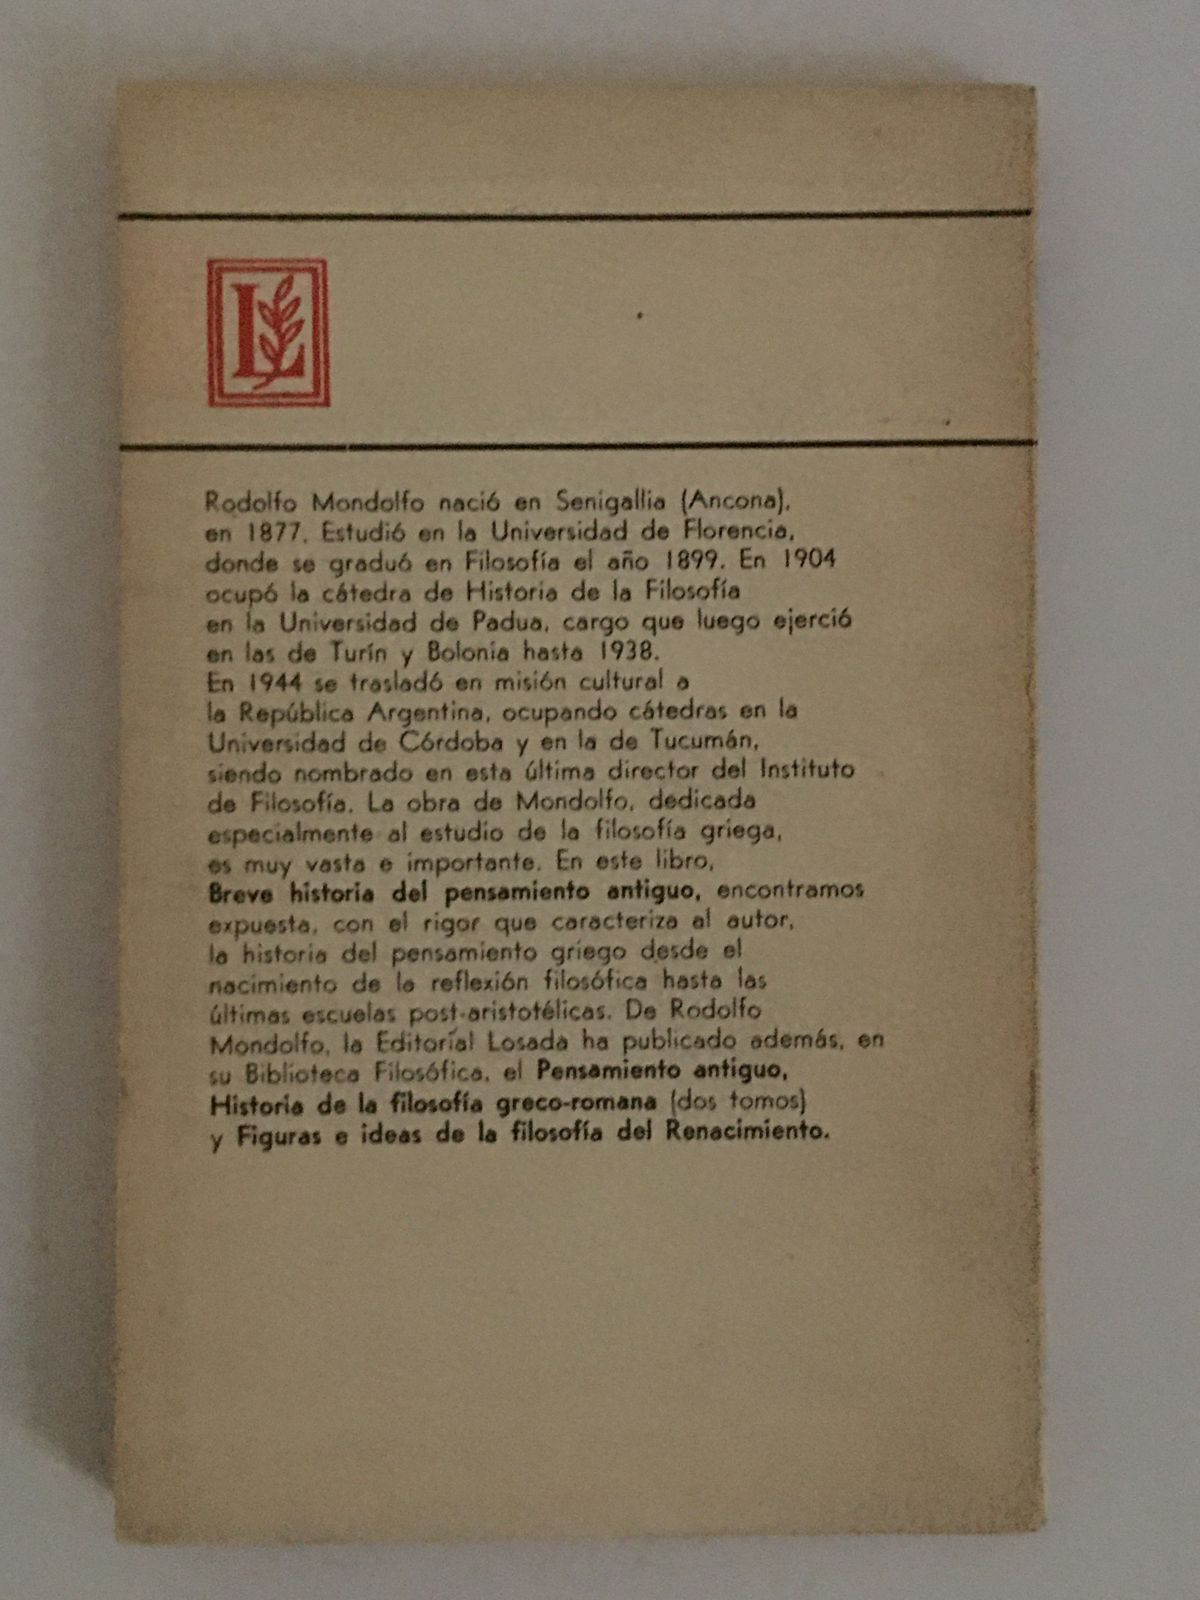 L
Rodolfo Mondolfo nació en Senigallia (Ancona),
en 1877. Estudió en la Universidad de Florencia,
donde se graduó en Filosofía el año 1899. En 1904
ocupó la cátedra de Historia de la Filosofía
en la Universidad de Padua, cargo que luego ejerció
en las de Turín y Bolonia hasta 1938.
En 1944 se trasladó en misión cultural a
la República Argentina, ocupando cátedras en la
Universidad de Córdoba y en la de Tucumán,
siendo nombrado en esta última director del Instituto
de Filosofía. La obra de Mondolfo, dedicada
especialmente al estudio de la filosofía griega,
es muy vasta e importante. En este libro,
Breve historia del pensamiento antiguo, encontramos
expuesta, con el rigor que caracteriza al autor,
la historia del pensamiento griego desde el
nacimiento de la reflexión filosófica hasta las
últimas escuelas post-aristotélicas. De Rodolfo
Mondolfo, la Editorial Losada ha publicado además, en
su Biblioteca Filosófica, el Pensamiento antiguo,
Historia de la filosofía greco-romana (dos tomos)
y Figuras e ideas de la filosofía del Renacimiento.